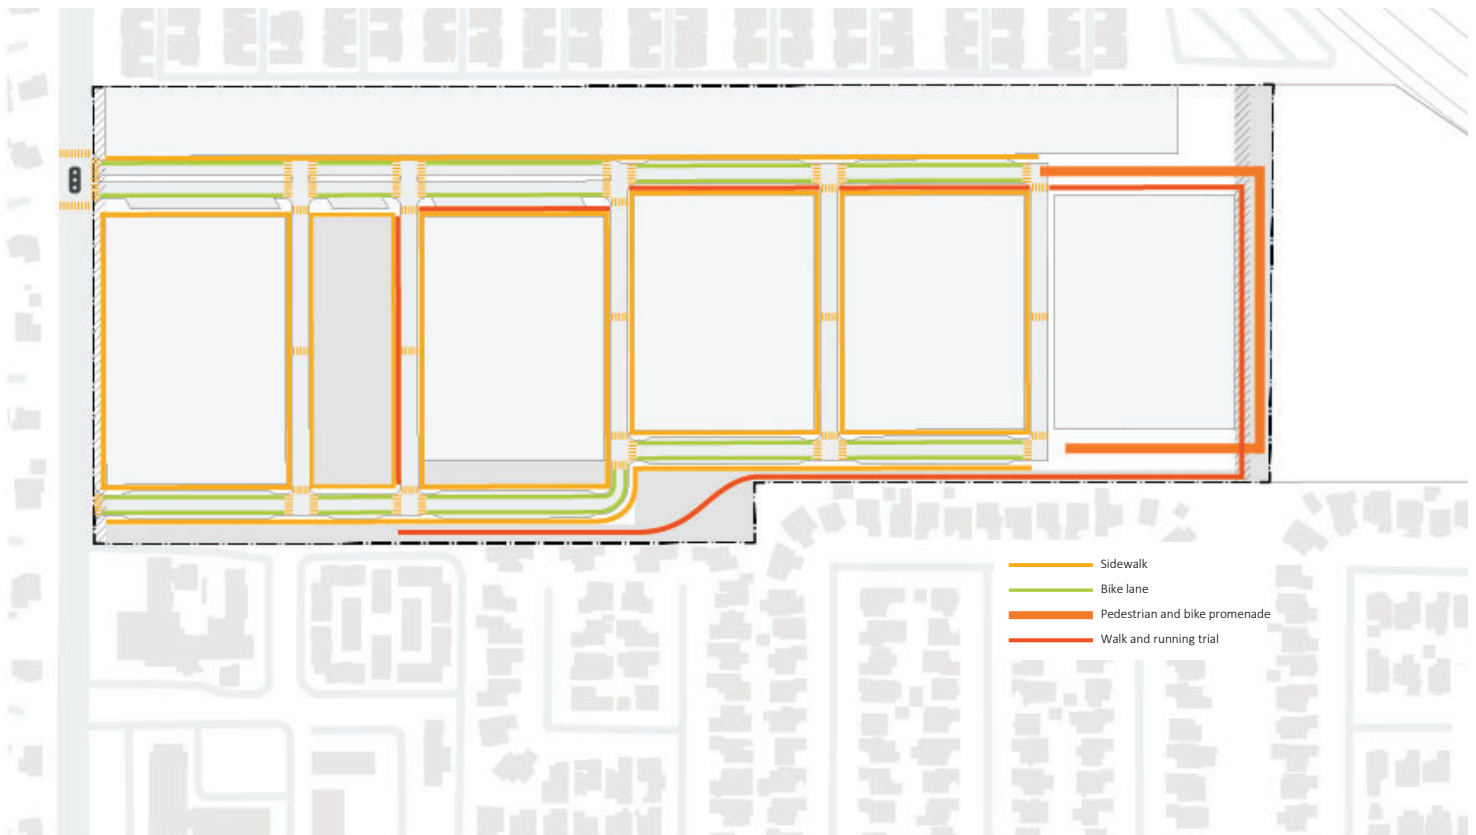 Sidewalk
Bike lane
Pedestrian and bike promenade
Walk and running trial